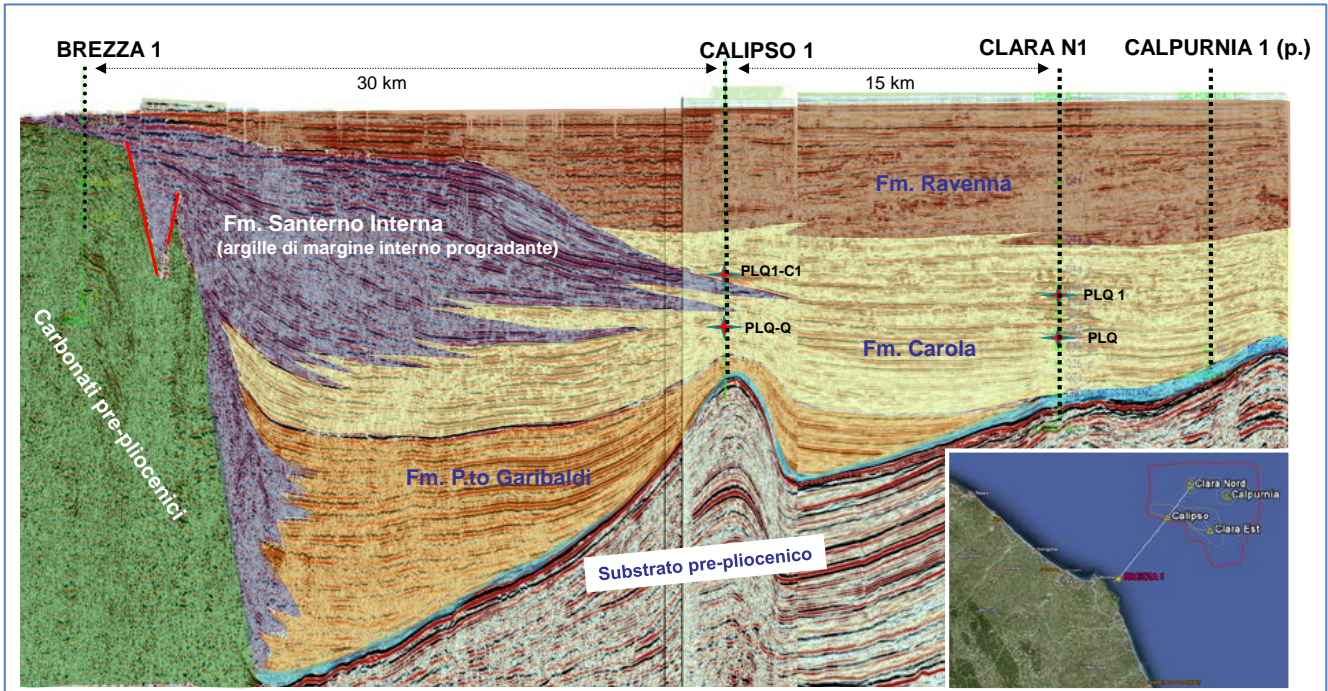 BREZZA 1
CALIPSO 1
CLARA N1
CALPURNIA 1 (p.)
30 km
15 km
Fm. Ravenna
Fm. Santerno Interna
(argille di margine interno progradante)
PLQ1-C1
PLQ 1
PLQ-Q
PLQ
Fm. Carola
Carbonati pre-pliocenici
Fm. P.to Garibaldi
Substrato pre-pliocenico
Clara Nord
Calpurnia
Calipso
Clara Est
BREZZA 1